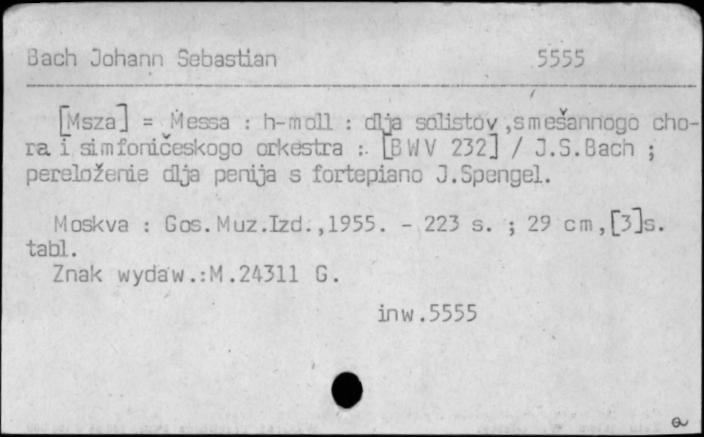 Bach Johann Sebastian 5555
[Msza] = Messa : h-moll : dlja solistov,smešannogo cho-
ra i simfoničeskogo orkestra : [BWV 232] / J.S.Bach ;
pereloženie dlja penija s fortepiano J.Spengel.
Moskva : Gos.Muz.Izd.,1955. - 223 s. ; 29 cm,[3]s.
tabl.
Znak wydaw.:M.24311 G.
inw.5555